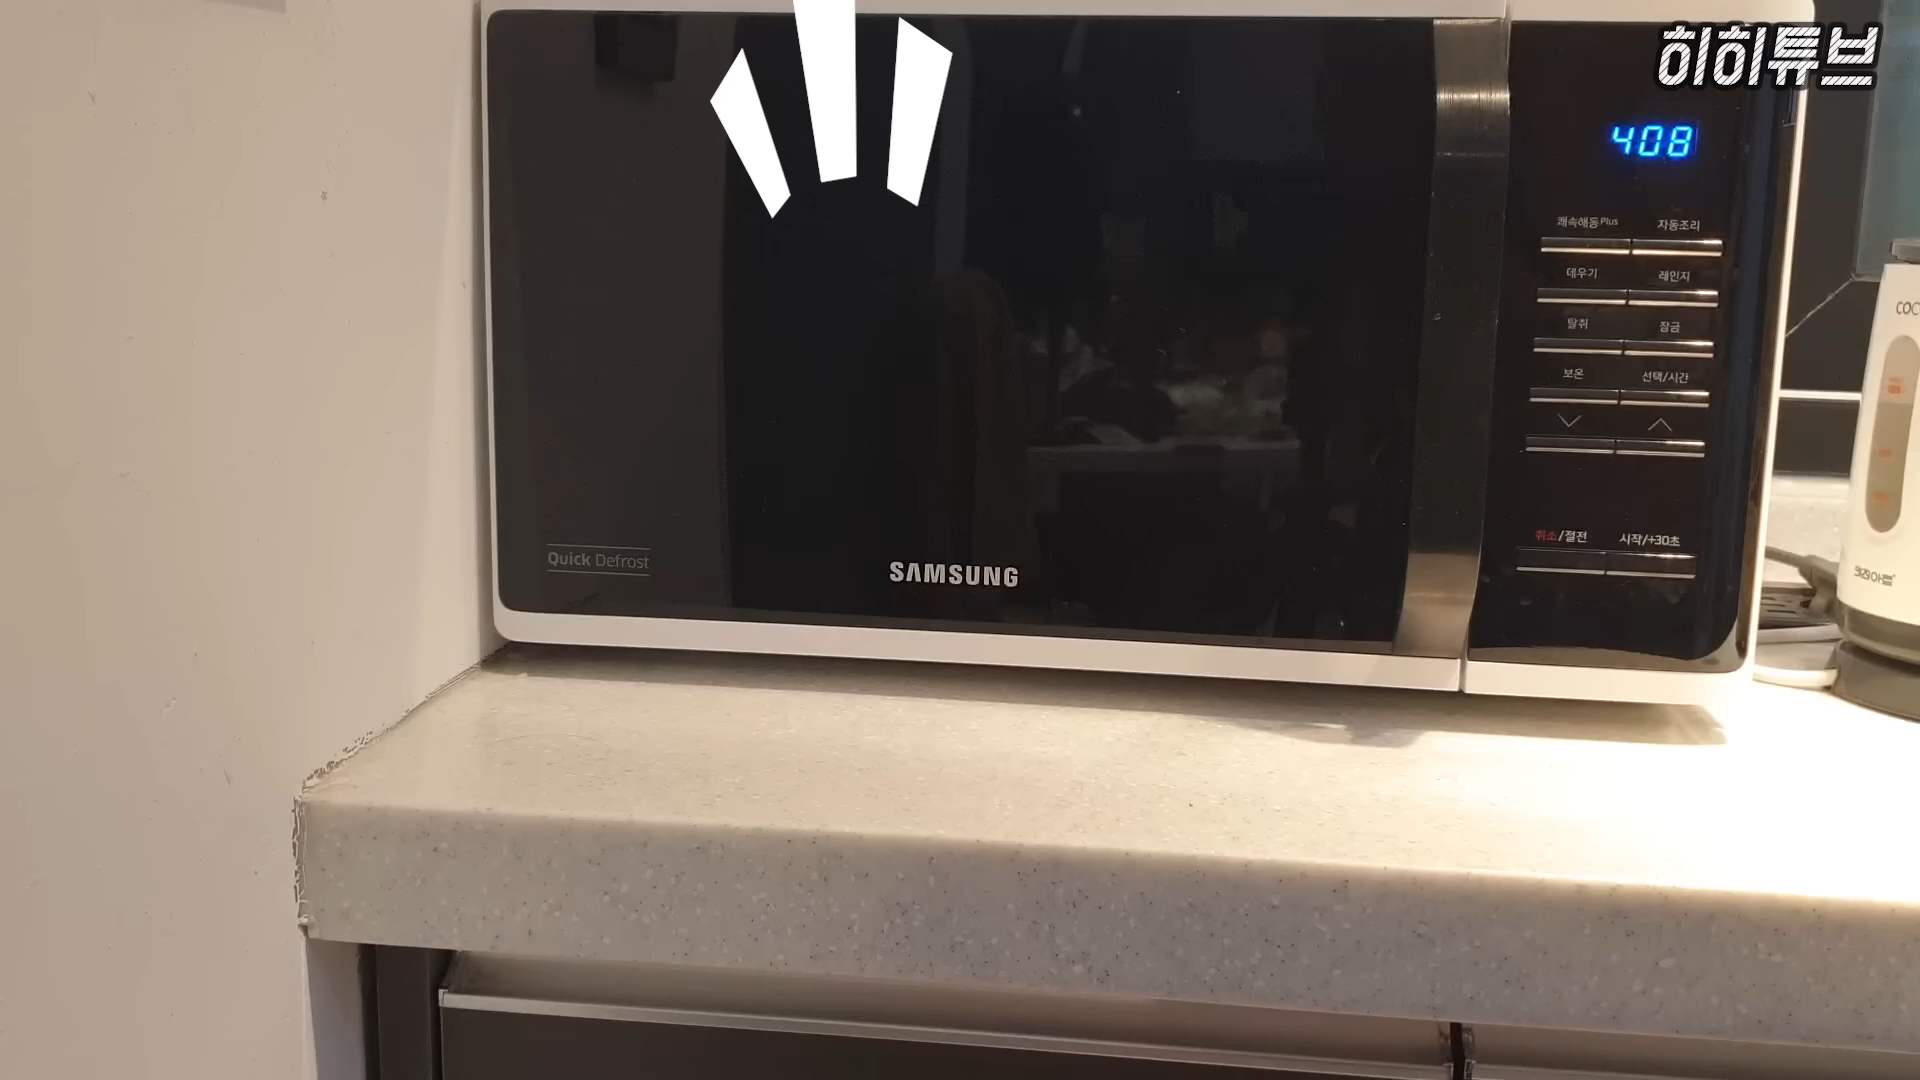 히히튜브
408
쾌속해동Plus 자동조리
데우기 레인지
탈취 잠금
보온 선택/시간
취소/절전 시작/+30초
Quick Defrost
SAMSUNG